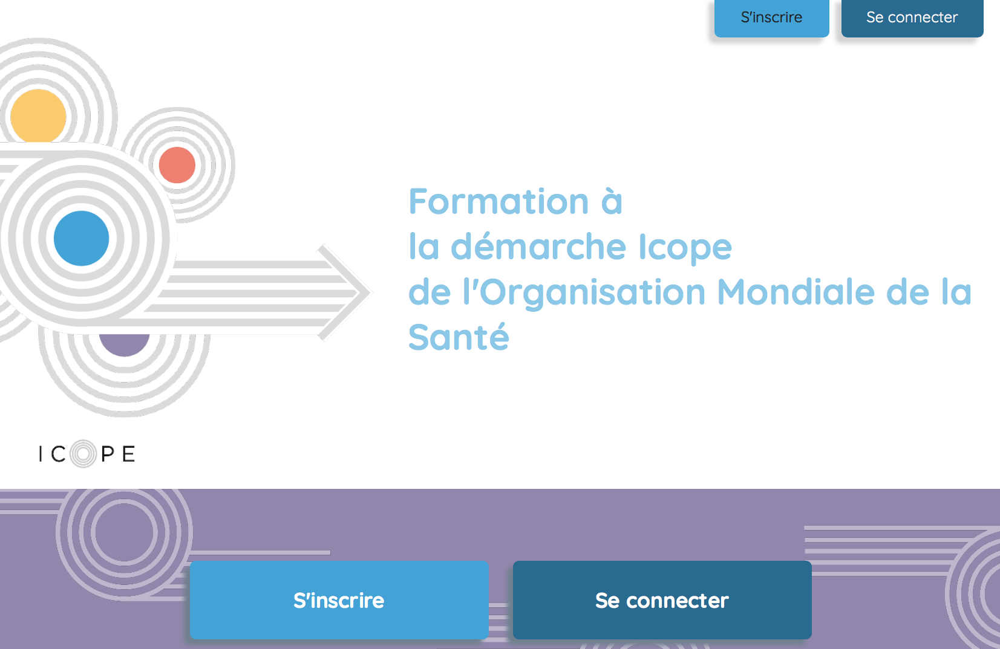 S'inscrire
Se connecter
Formation à
la démarche Icope
de l'Organisation Mondiale de la
Santé
ICOPE
S'inscrire
Se connecter